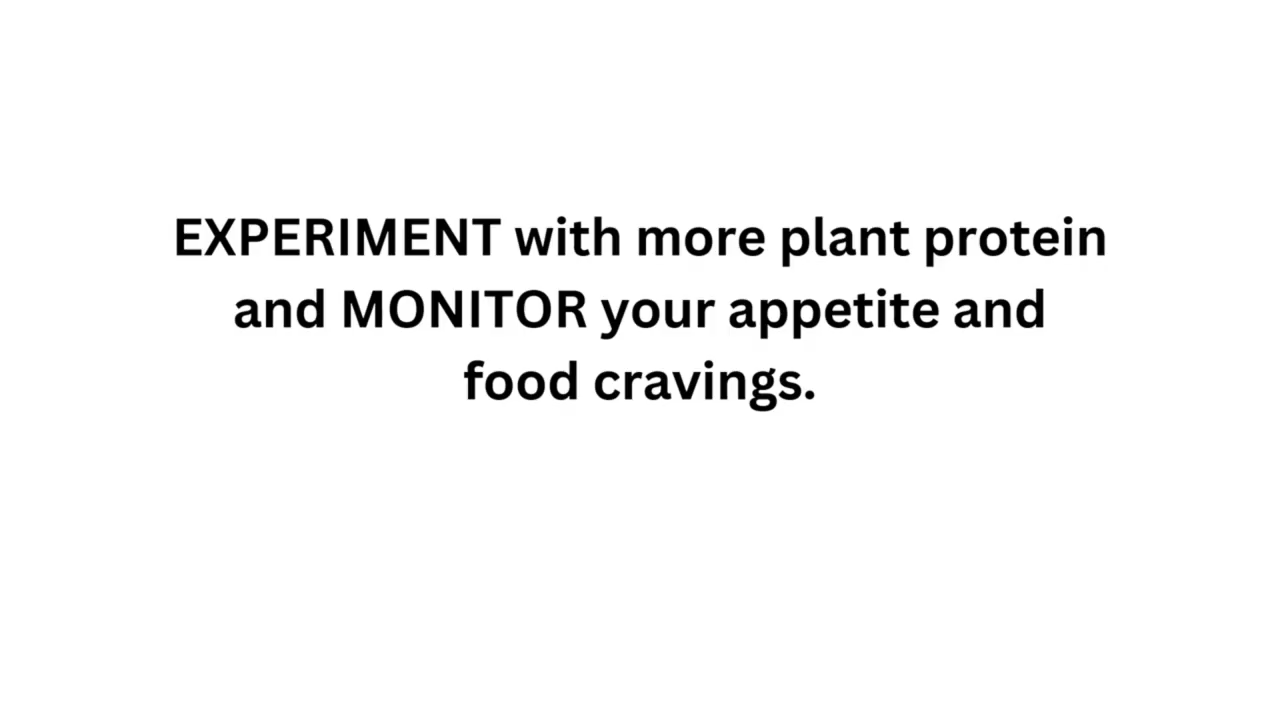 EXPERIMENT with more plant protein
and MONITOR your appetite and
food cravings.